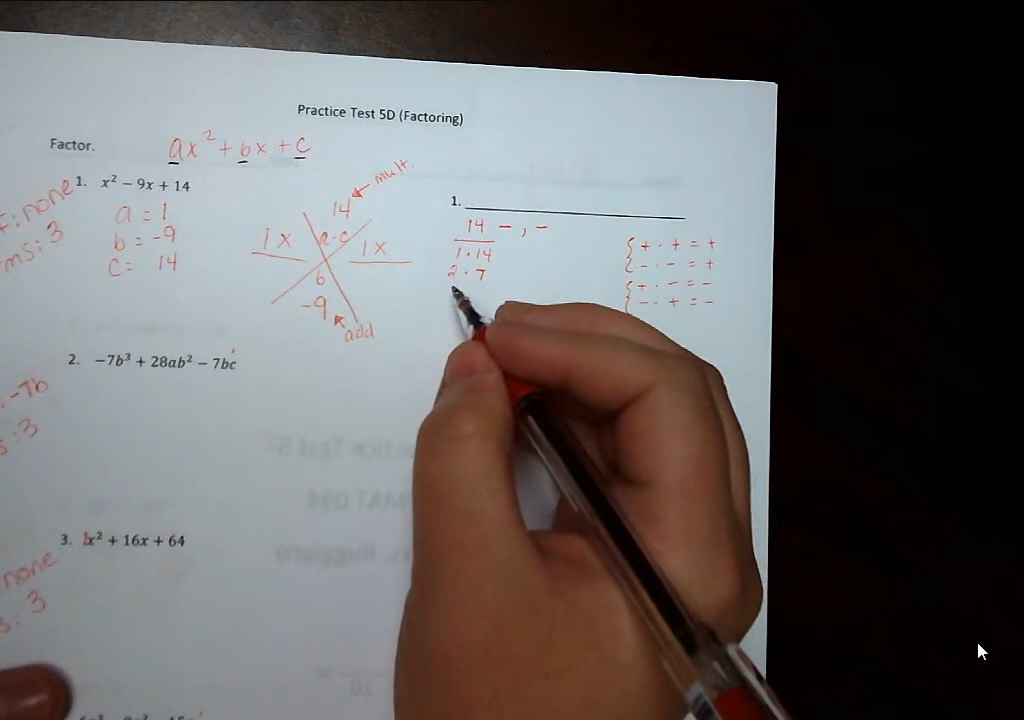 Practice Test 5D (Factoring)
Factor. ax² + bx + c
mult.
1. x² − 9x + 14
1. ____________
F: none
ms: 3
a = 1
b = -9
c = 14
14
a·c
1x
1x
b
-9
add
14 −, −
1 · 14
2 · 7
+ · + = +
− · − = +
+ · − = −
− · + = −
2. −7b³ + 28ab² − 7bc
. -7b
s: 3
3. x² + 16x + 64
none
s: 3